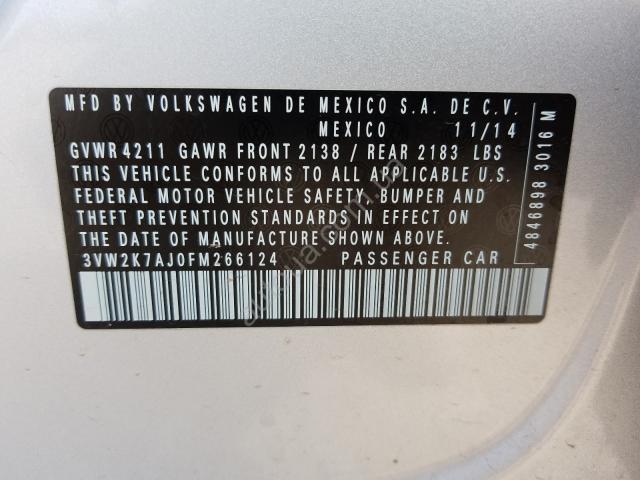 MFD BY VOLKSWAGEN DE MEXICO S.A. DE C.V.
MEXICO 11/14
GVWR 4211 GAWR FRONT 2138 / REAR 2183 LBS
THIS VEHICLE CONFORMS TO ALL APPLICABLE U.S.
FEDERAL MOTOR VEHICLE SAFETY, BUMPER AND
THEFT PREVENTION STANDARDS IN EFFECT ON
THE DATE OF MANUFACTURE SHOWN ABOVE.
3VW2K7AJ0FM266124 PASSENGER CAR
4846898 3016 M